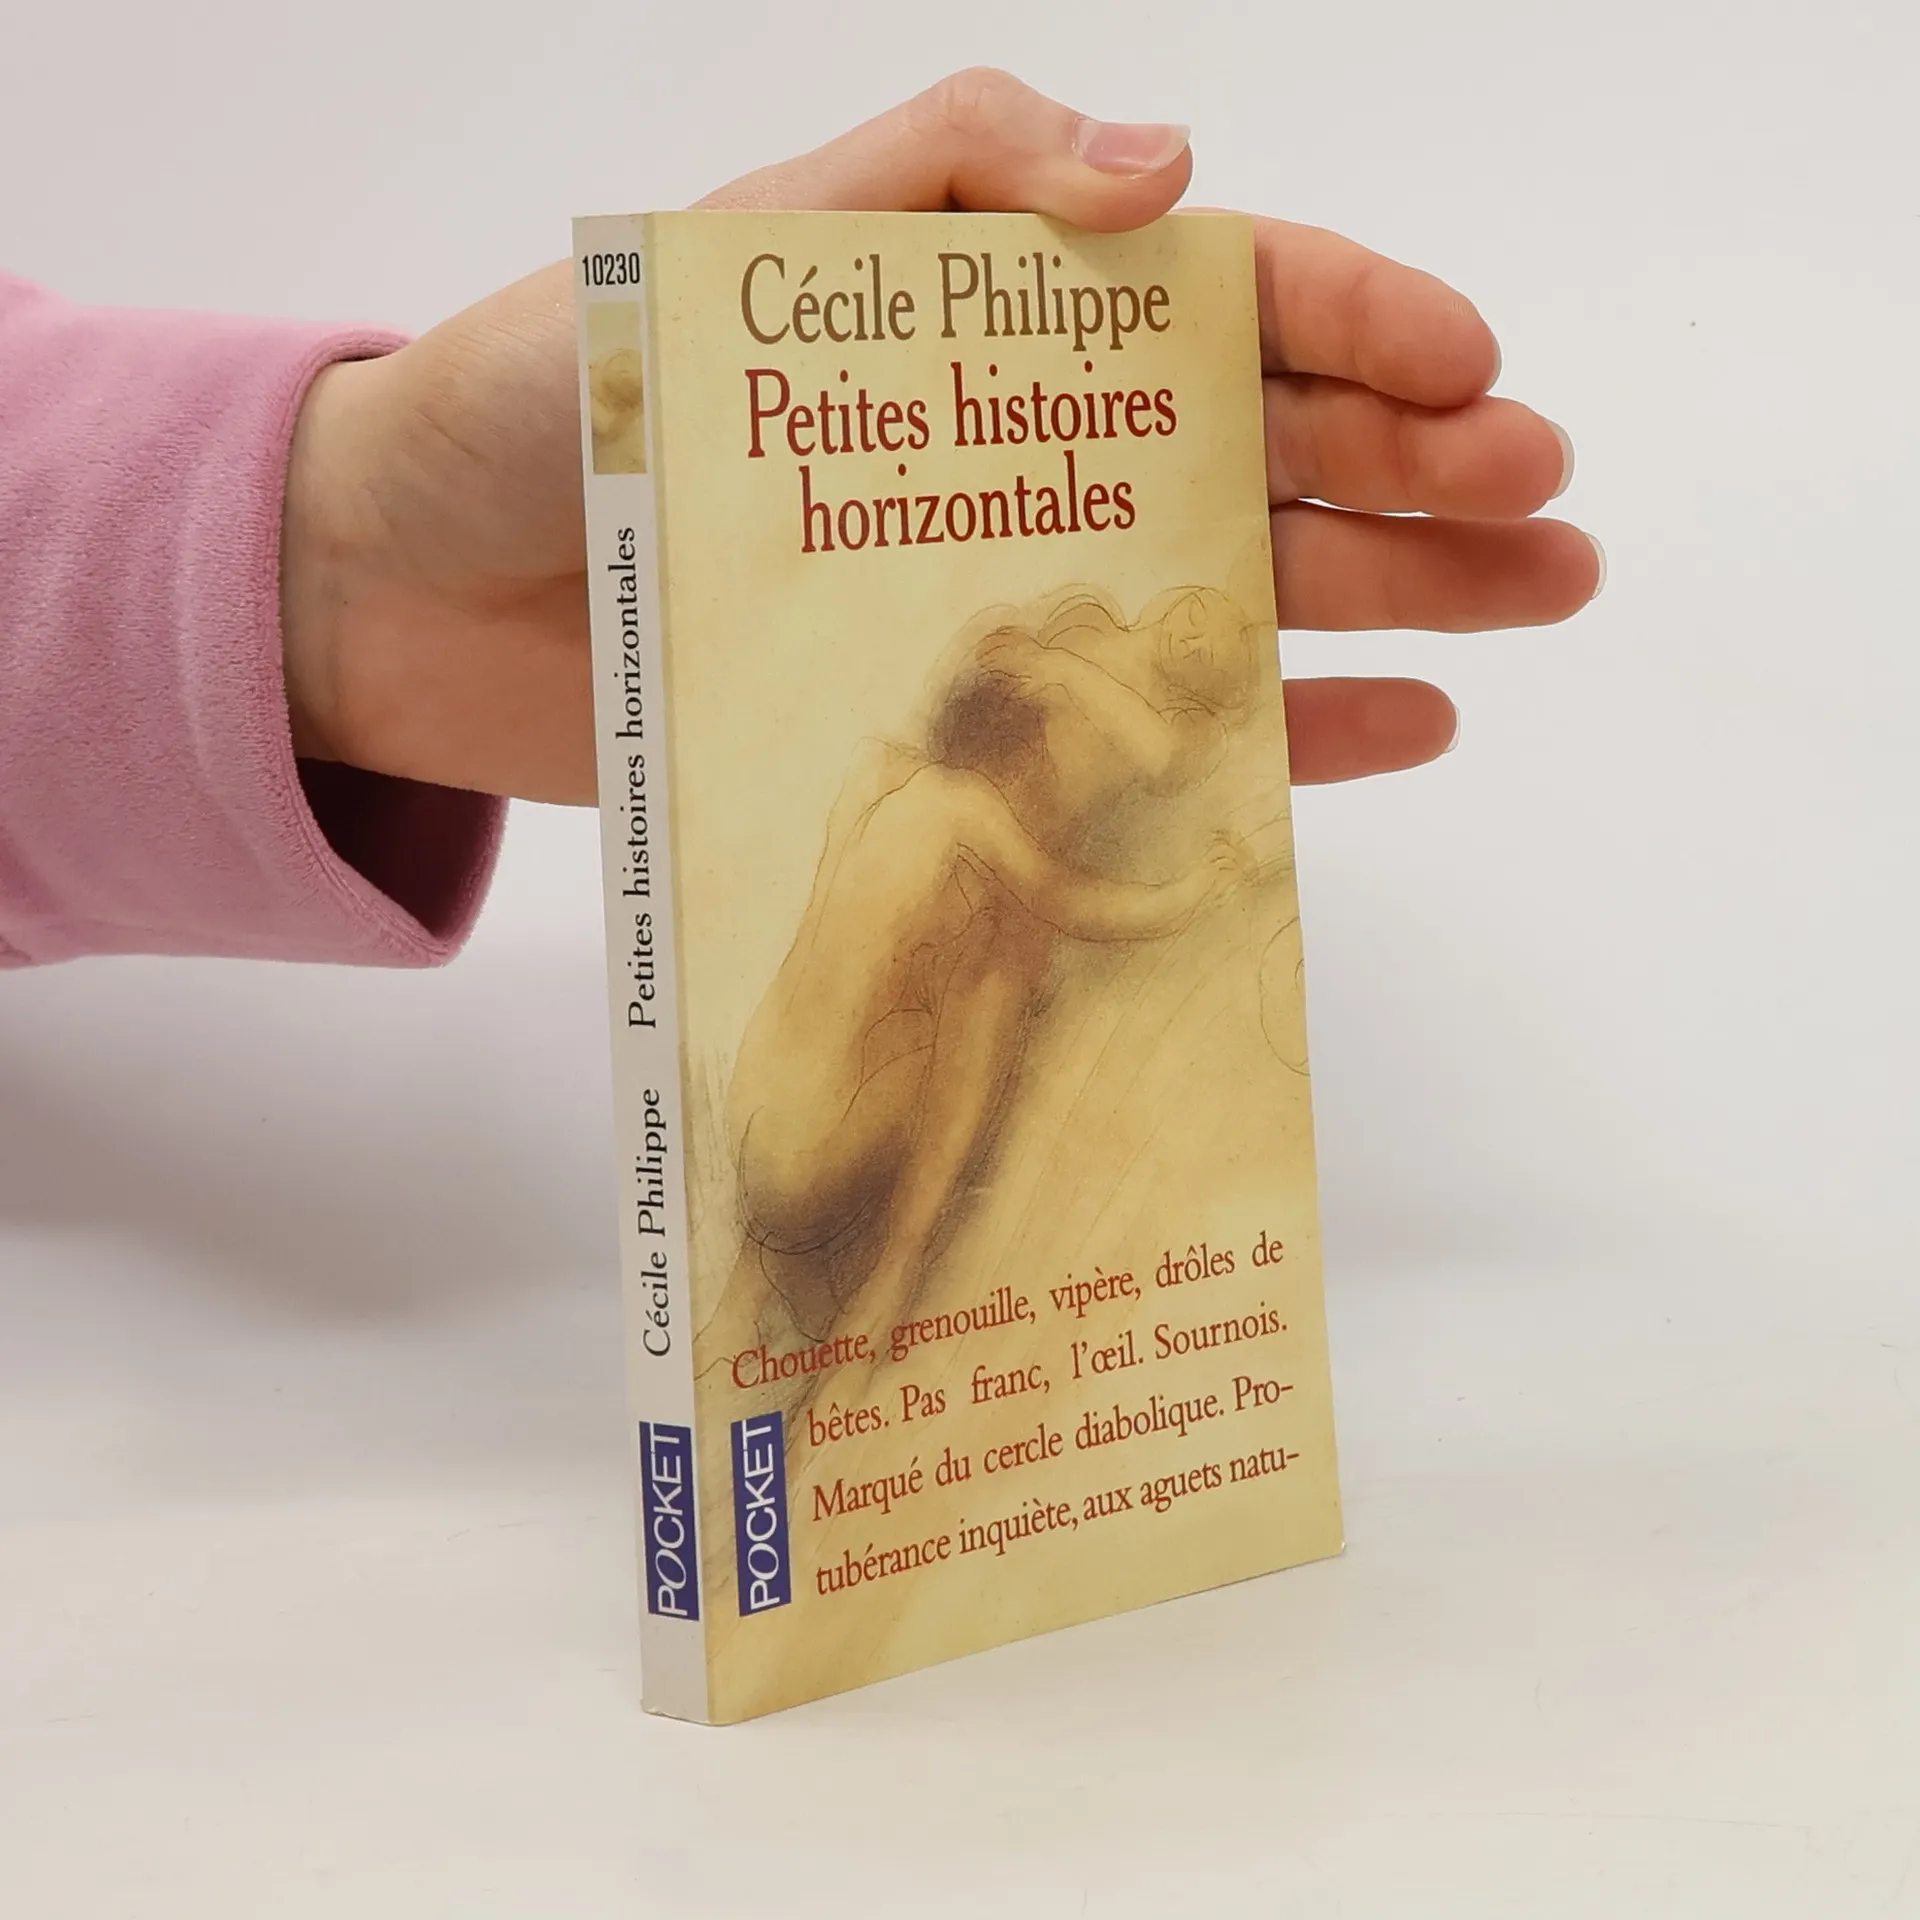 10230
Cécile Philippe Petites histoires horizontales
POCKET
Cécile Philippe
Petites histoires
horizontales
Chouette, grenouille, vipère, drôles de
bêtes. Pas franc, l'œil. Sournois.
Marqué du cercle diabolique. Pro-
tubérance inquiète, aux aguets natu-
POCKET